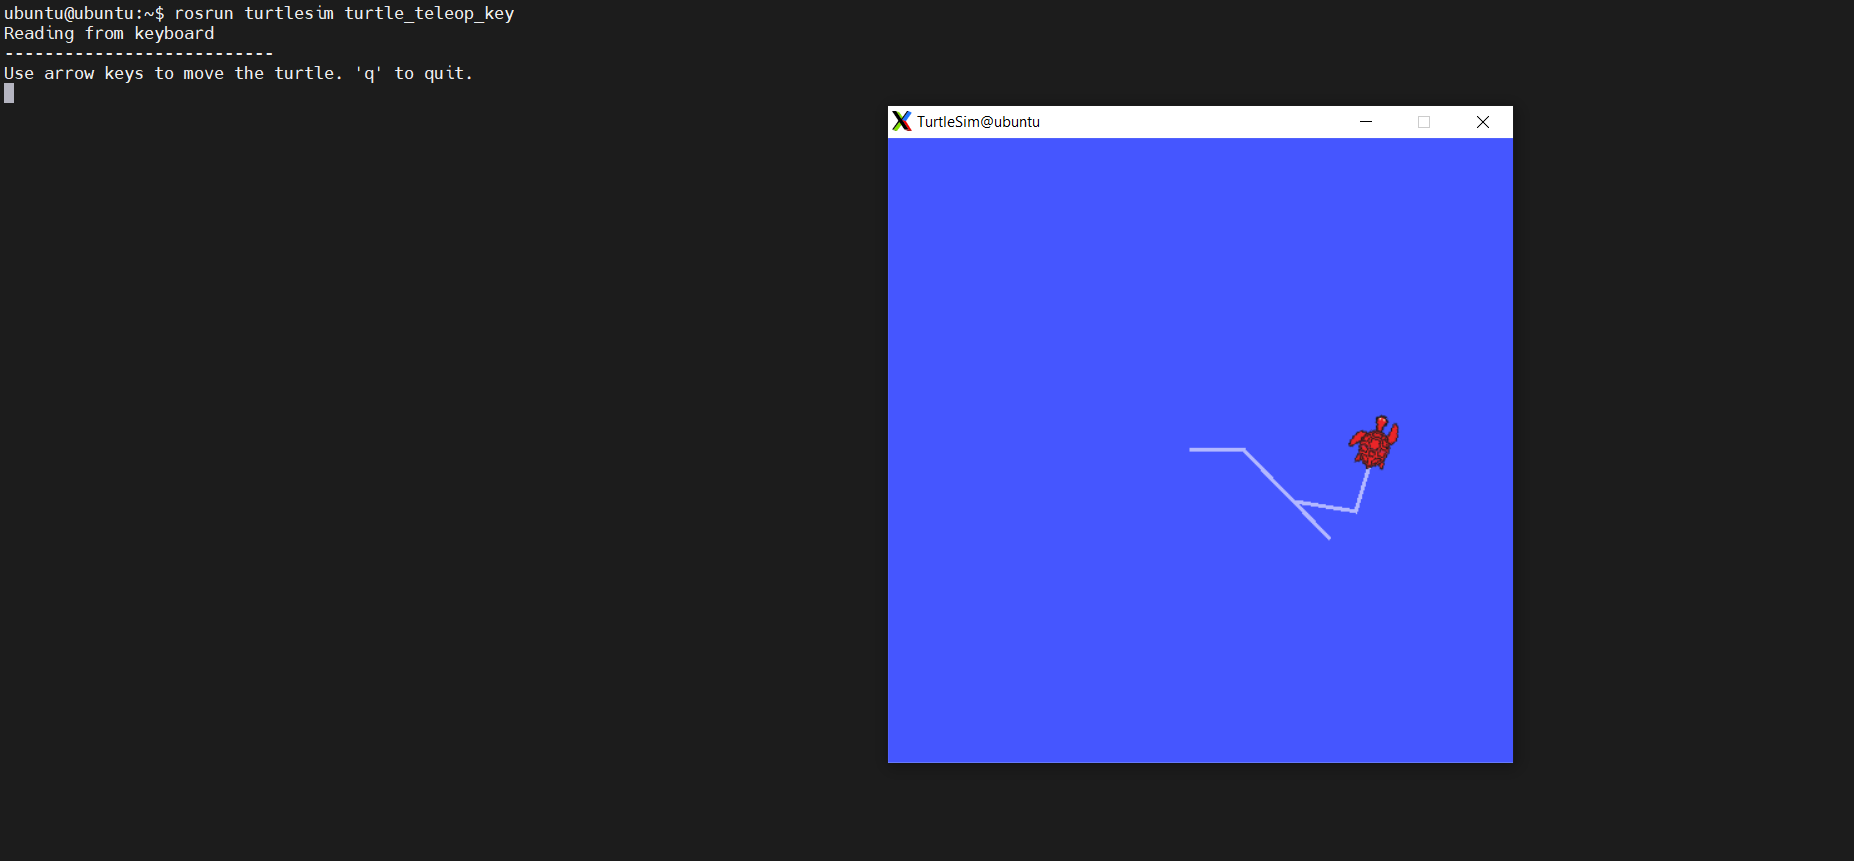 ubuntu@ubuntu:~$ rosrun turtlesim turtle_teleop_key
Reading from keyboard
---------------------------
Use arrow keys to move the turtle. 'q' to quit.
TurtleSim@ubuntu